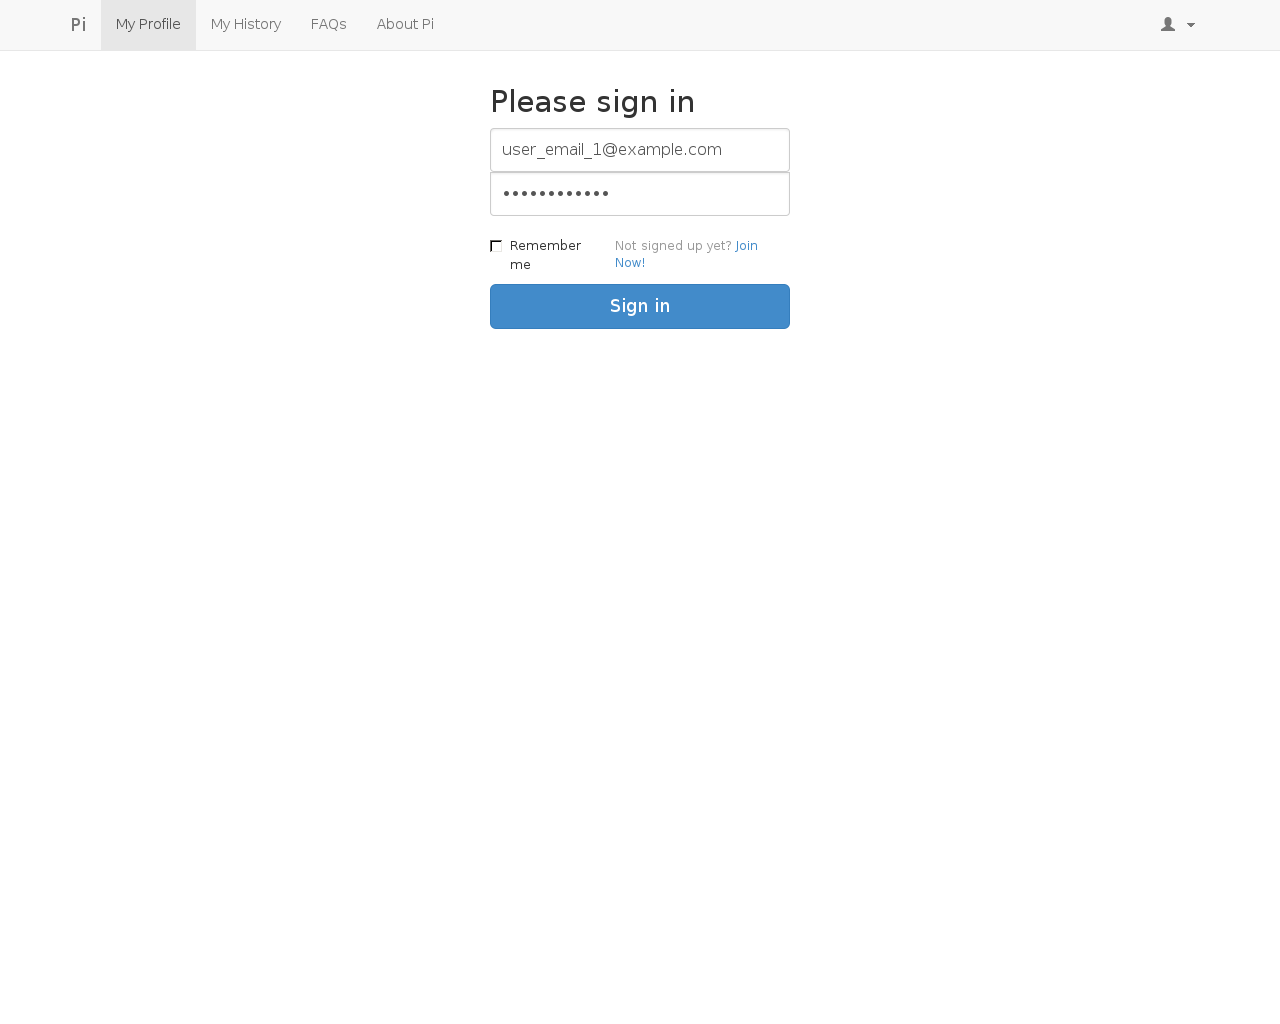 Pi My Profile My History FAQs About Pi
Please sign in
user_email_1@example.com
••••••••••••
Remember me
Not signed up yet? Join
Now!
Sign in